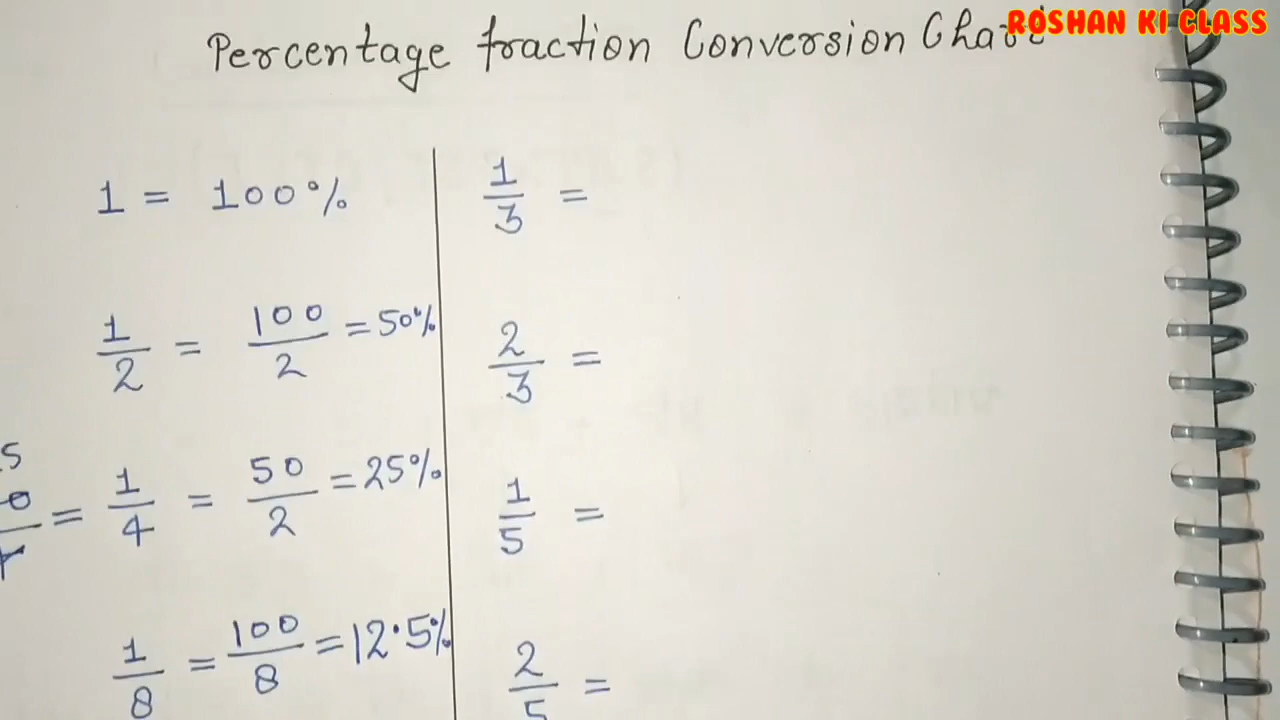 ROSHAN KI CLASS
Percentage fraction Conversion Chart
1 = 100%
1/2 = 100/2 = 50%
= 1/4 = 50/2 = 25%
1/8 = 100/8 = 12.5%
1/3 =
2/3 =
1/5 =
2/5 =